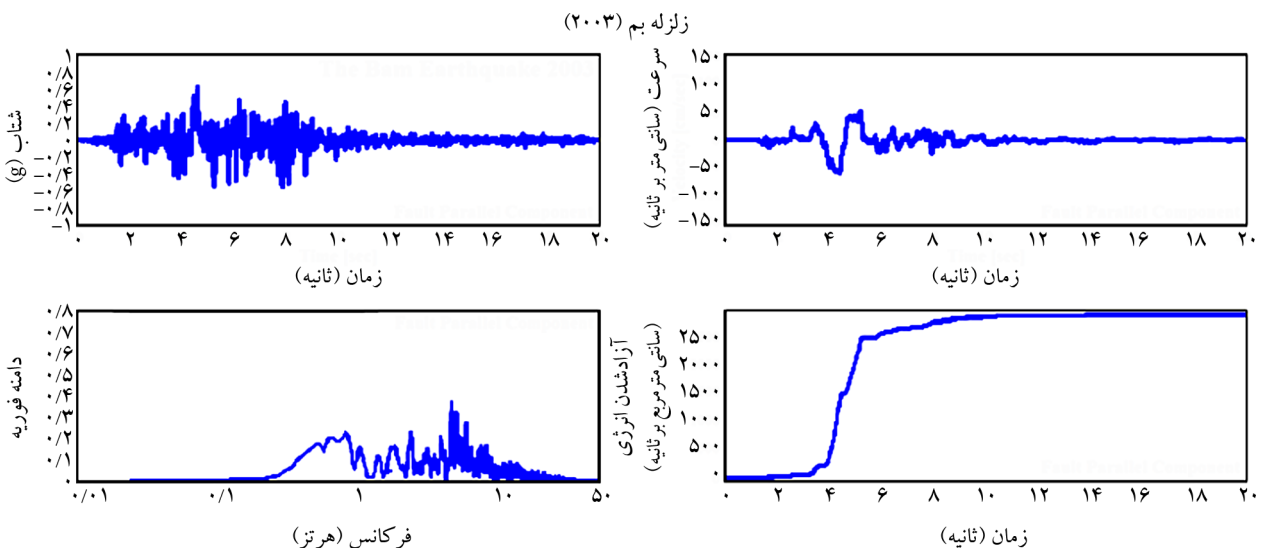 زلزله بم (۲۰۰۳)
شتاب (g)
۱
۰/۸
۰/۶
۰/۴
۰/۲
۰
-۰/۲
-۰/۴
-۰/۶
-۰/۸
-۱
۰ ۲ ۴ ۶ ۸ ۱۰ ۱۲ ۱۴ ۱۶ ۱۸ ۲۰
زمان (ثانیه)
سرعت (سانتی متر بر ثانیه)
۱۵۰
۱۰۰
۵۰
۰
-۵۰
-۱۰۰
-۱۵۰
۰ ۲ ۴ ۶ ۸ ۱۰ ۱۲ ۱۴ ۱۶ ۱۸ ۲۰
زمان (ثانیه)
دامنه فوریه
۰/۸
۰/۷
۰/۶
۰/۵
۰/۴
۰/۳
۰/۲
۰/۱
۰
۰/۰۱ ۰/۱ ۱ ۱۰ ۵۰
فرکانس (هرتز)
آزادشدن انرژی
(سانتی مترمربع بر ثانیه)
۲۵۰۰
۲۰۰۰
۱۵۰۰
۱۰۰۰
۵۰۰
۰
۰ ۲ ۴ ۶ ۸ ۱۰ ۱۲ ۱۴ ۱۶ ۱۸ ۲۰
زمان (ثانیه)